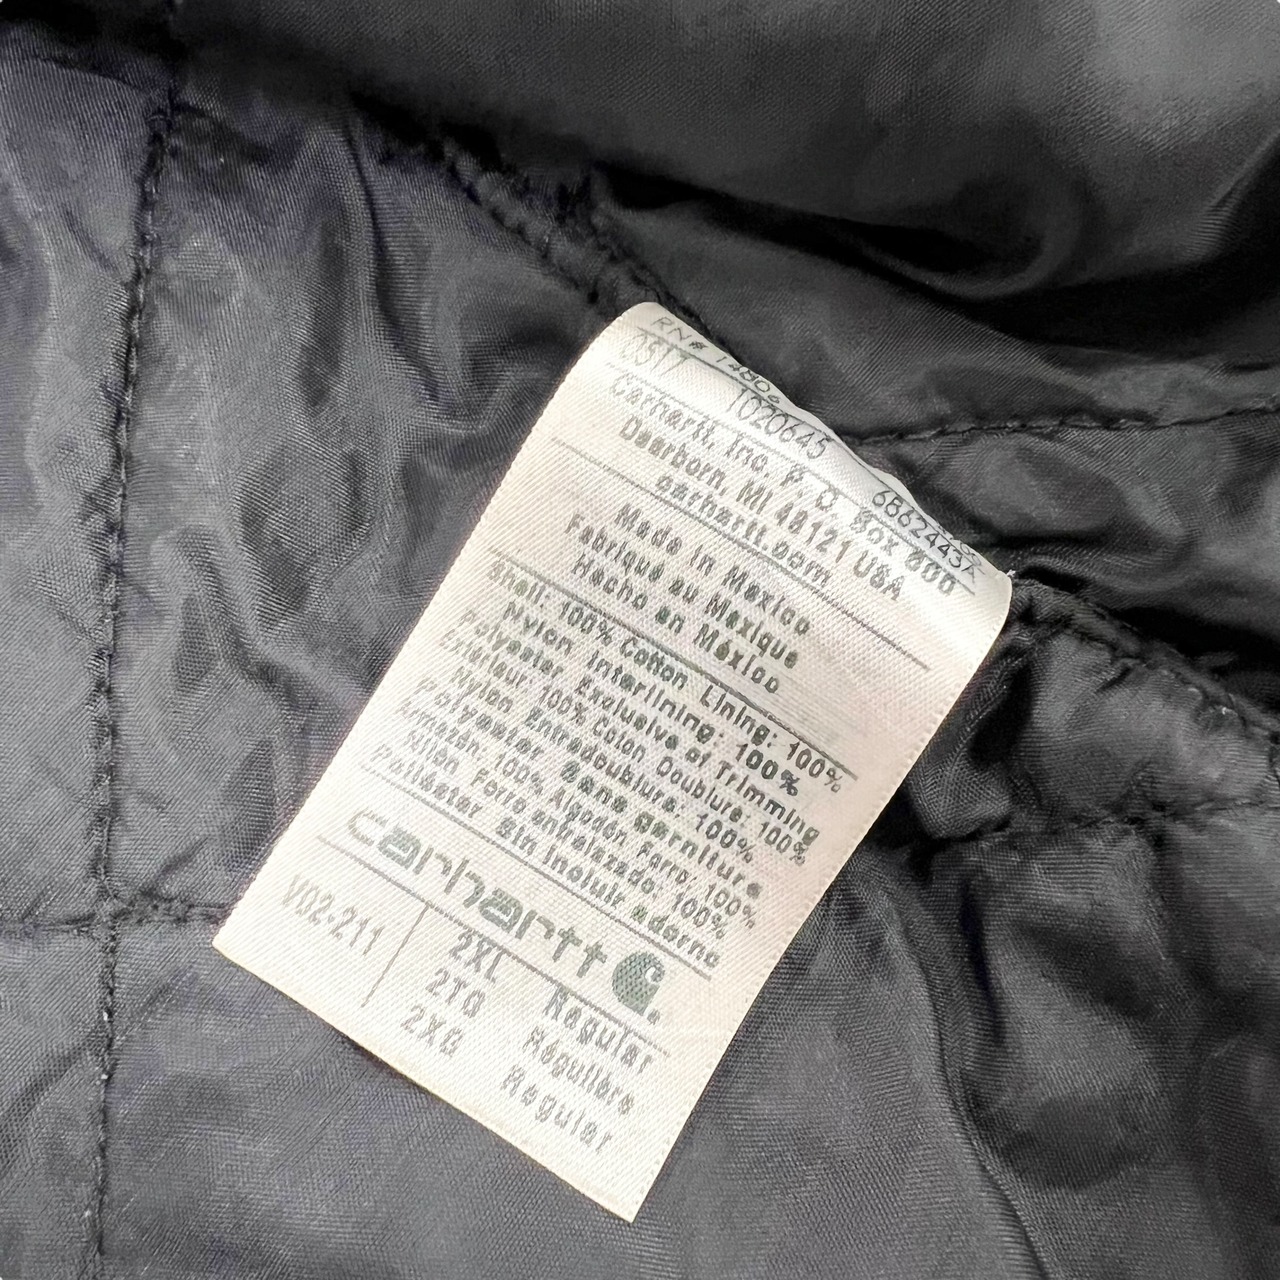 RN# 14806
1020645 6B62443A
Carhartt, Inc. P. O. Box 600
Dearborn, MI 48121 USA
carhartt.com
Made in Mexico
Fabriqué au Mexique
Hecho en México
Shell: 100% Cotton Lining: 100%
Nylon Interlining: 100%
Polyester Exclusive of Trimming
Extérieur: 100% Coton Doublure: 100%
Nylon Ennadoublure: 100%
Polyester Sans garniture
Armazón: 100% Algodón Forro: 100%
Nilón Forro enhelazado: 100%
Poliéster Sin Incluir adorno
carhartt
V02-211 2XL Regular
2TG Régulière
2XG Regular